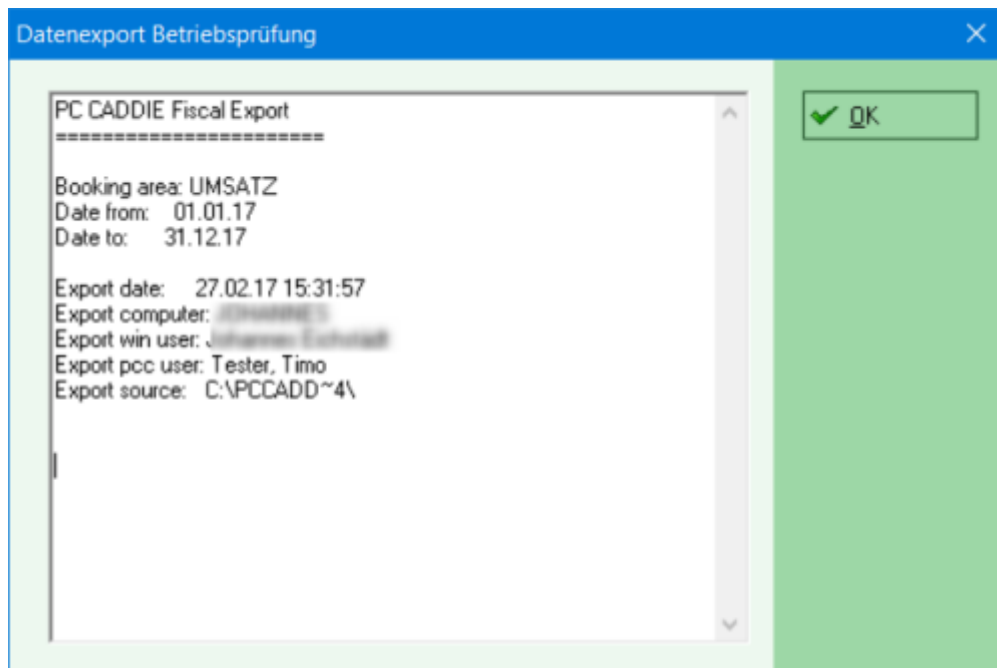 Datenexport Betriebsprüfung
PC CADDIE Fiscal Export
=======================
Booking area: UMSATZ
Date from: 01.01.17
Date to: 31.12.17
Export date: 27.02.17 15:31:57
Export computer:
Export win user:
Export pcc user: Tester, Timo
Export source: C:\PCCADD~4\
OK